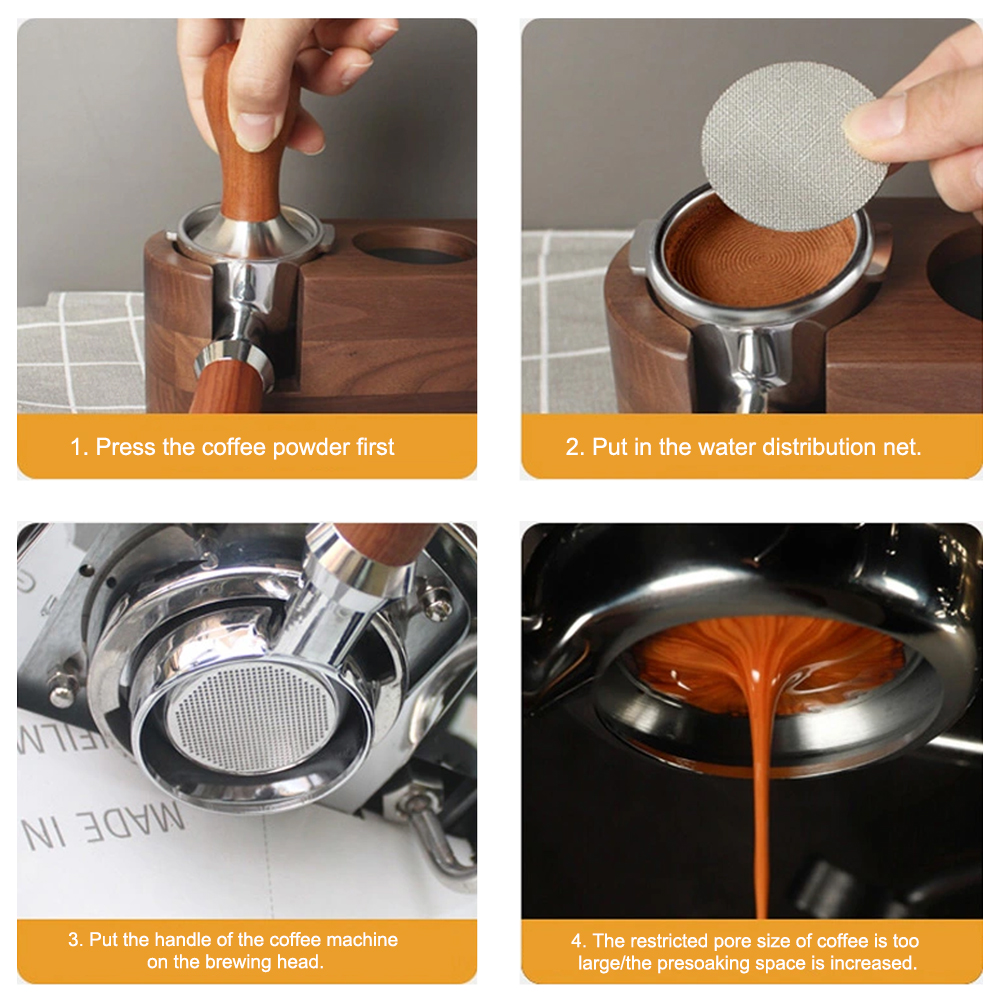 1. Press the coffee powder first
2. Put in the water distribution net.
MADE IN
3. Put the handle of the coffee machine
on the brewing head.
4. The restricted pore size of coffee is too
large/the presoaking space is increased.